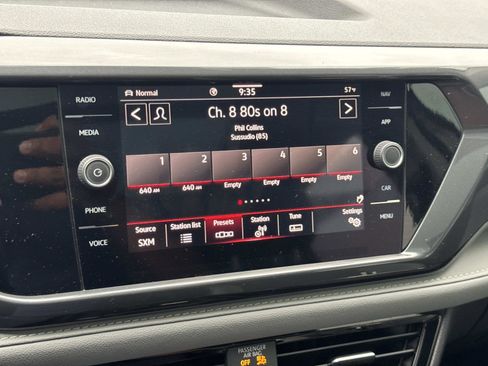 Normal 9:35 57°F
RADIO
NAV
Ch. 8 80s on 8
Phil Collins
Sussudio (85)
MEDIA
APP
1 2 3 4 5 6
640 AM 640 AM Empty Empty Empty Empty
PHONE
CAR
VOICE
MENU
Source Station list Presets Station Tune Settings
SXM
PASSENGER
AIR BAG
OFF